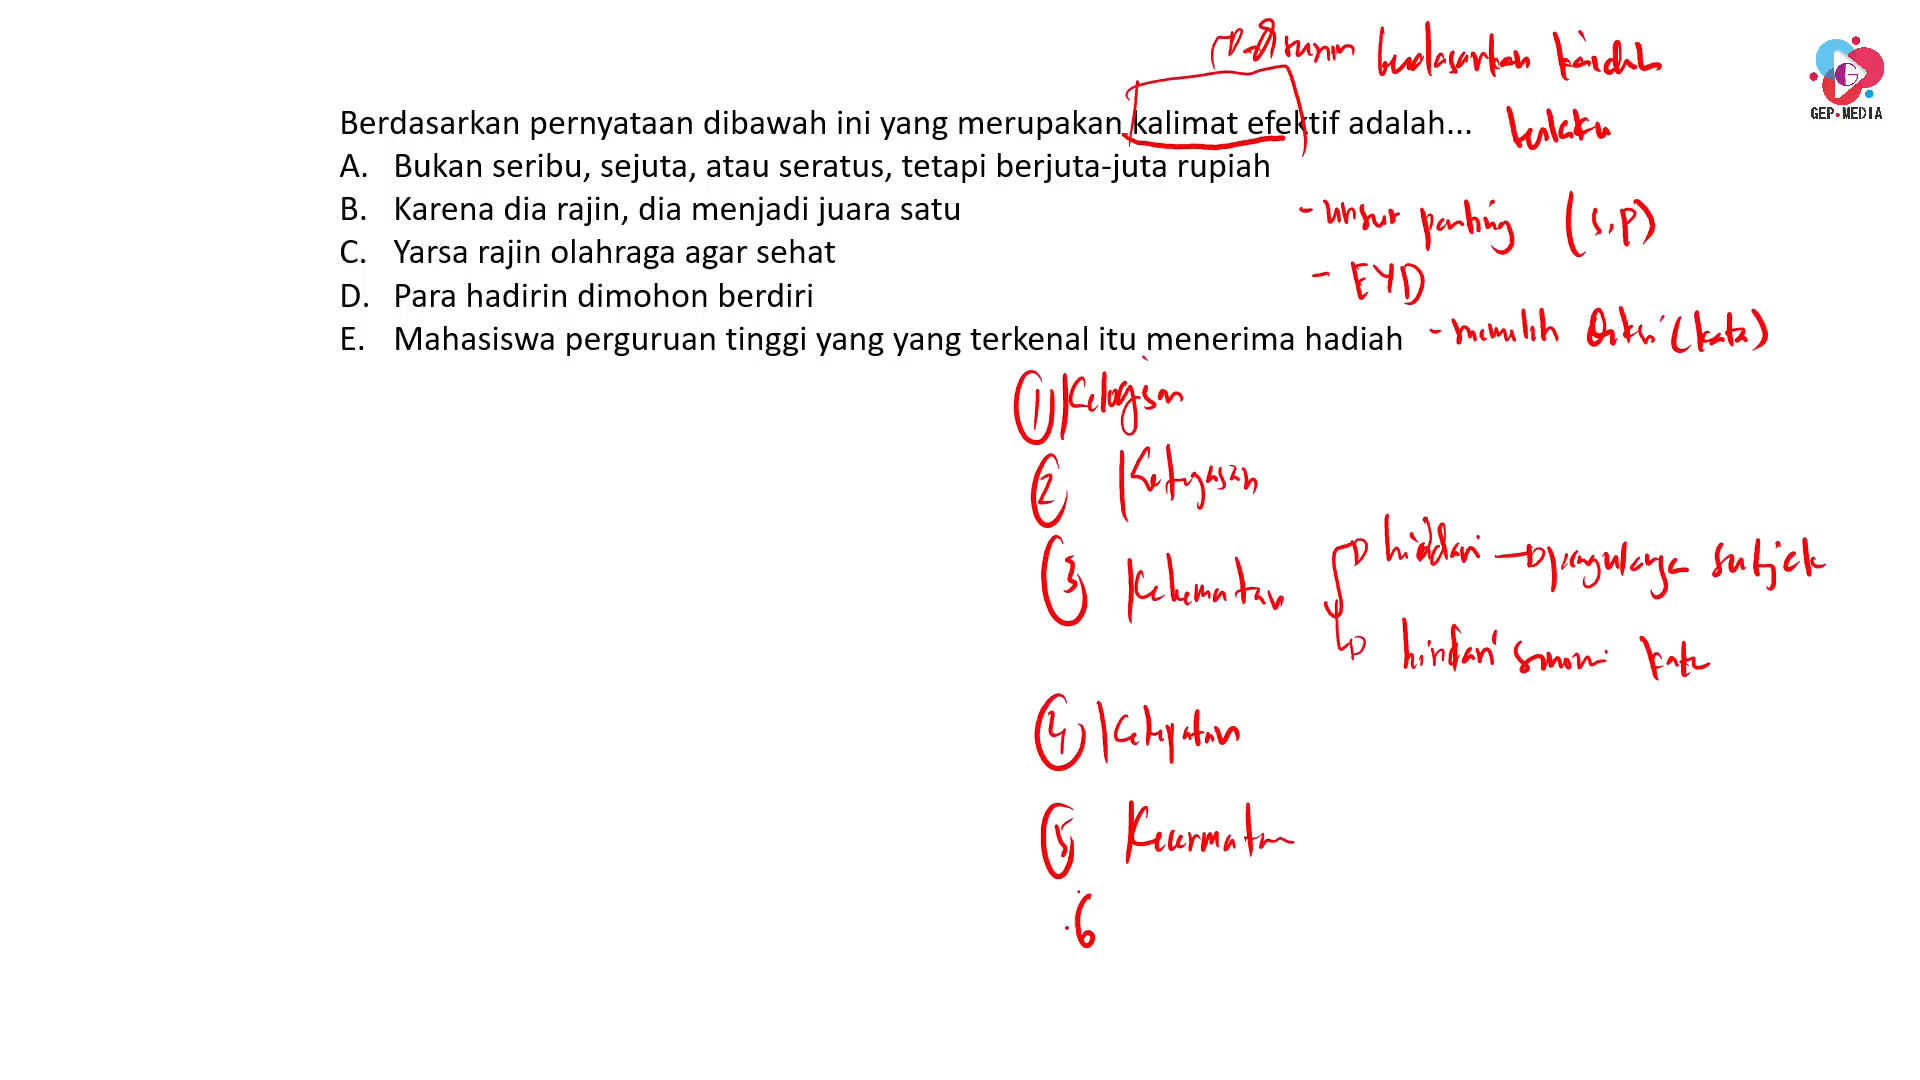 Disusun berdasarkan kaidah
berlaku
GEP·MEDIA
Berdasarkan pernyataan dibawah ini yang merupakan kalimat efektif adalah...
A. Bukan seribu, sejuta, atau seratus, tetapi berjuta-juta rupiah
B. Karena dia rajin, dia menjadi juara satu
- unsur penting (S,P)
C. Yarsa rajin olahraga agar sehat
- EYD
D. Para hadirin dimohon berdiri
E. Mahasiswa perguruan tinggi yang yang terkenal itu menerima hadiah
- memilih diksi (kata)
1 Kelogisan
2 Ketegasan
3 Kehematan
hindari subjek
hindari kata
4 Ketepatan
5 Kecermatan
6